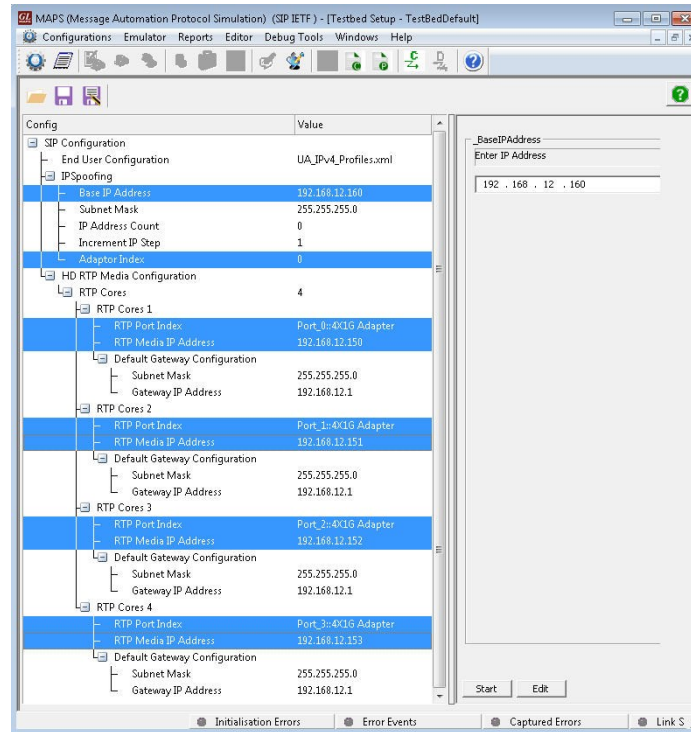 MAPS (Message Automation Protocol Simulation) (SIP IETF ) - [Testbed Setup - TestBedDefault]
Configurations Emulator Reports Editor Debug Tools Windows Help
Config Value
SIP Configuration
End User Configuration UA_IPv4_Profiles.xml
IPSpoofing
Base IP Address 192.168.12.160
Subnet Mask 255.255.255.0
IP Address Count 0
Increment IP Step 1
Adaptor Index 0
HD RTP Media Configuration
RTP Cores 4
RTP Cores 1
RTP Port Index Port_0::4X1G Adapter
RTP Media IP Address 192.168.12.150
Default Gateway Configuration
Subnet Mask 255.255.255.0
Gateway IP Address 192.168.12.1
RTP Cores 2
RTP Port Index Port_1::4X1G Adapter
RTP Media IP Address 192.168.12.151
Default Gateway Configuration
Subnet Mask 255.255.255.0
Gateway IP Address 192.168.12.1
RTP Cores 3
RTP Port Index Port_2::4X1G Adapter
RTP Media IP Address 192.168.12.152
Default Gateway Configuration
Subnet Mask 255.255.255.0
Gateway IP Address 192.168.12.1
RTP Cores 4
RTP Port Index Port_3::4X1G Adapter
RTP Media IP Address 192.168.12.153
Default Gateway Configuration
Subnet Mask 255.255.255.0
Gateway IP Address 192.168.12.1
_BaseIPAddress
Enter IP Address
192 . 168 . 12 . 160
Start Edit
Initialisation Errors Error Events Captured Errors Link S